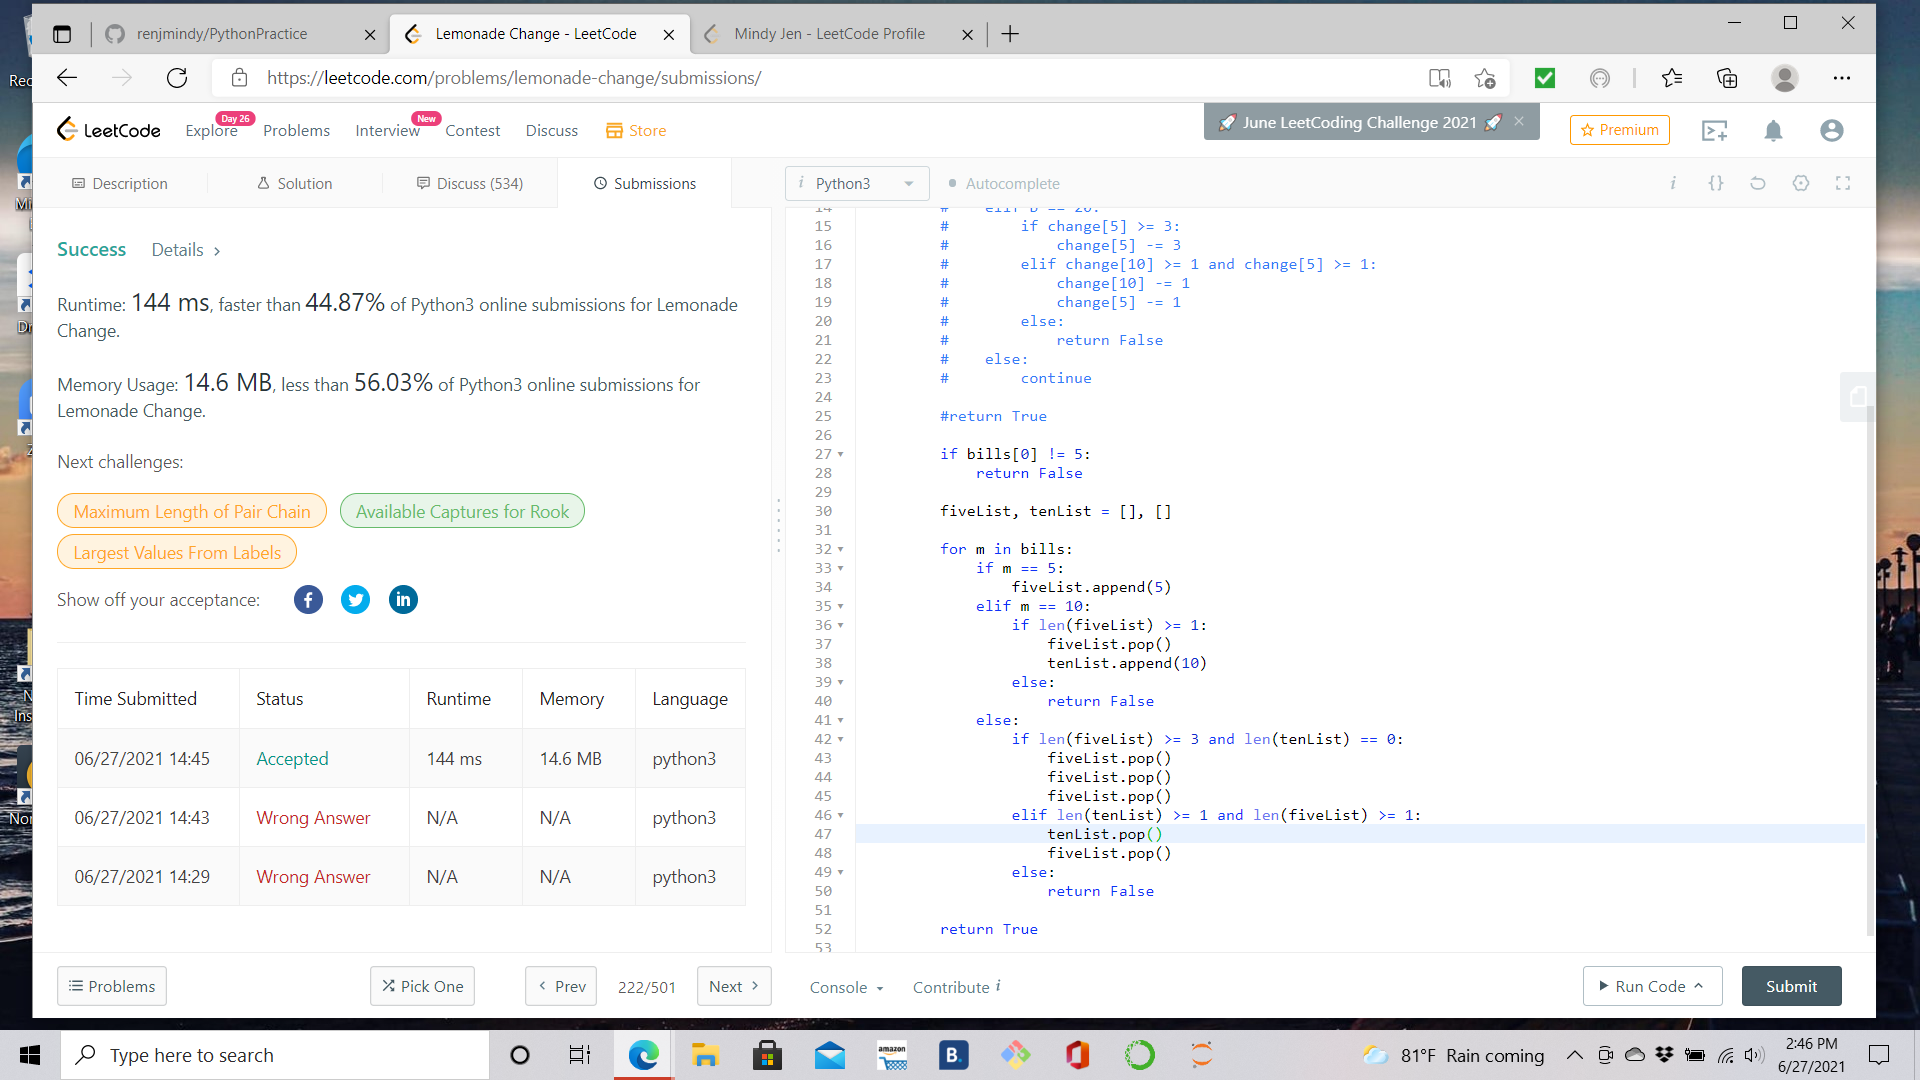 renjmindy/PythonPractice
Lemonade Change - LeetCode
Mindy Jen - LeetCode Profile
https://leetcode.com/problems/lemonade-change/submissions/
LeetCode
Explore
Day 26
Problems
Interview
New
Contest
Discuss
Store
June LeetCoding Challenge 2021
Premium
Description
Solution
Discuss (534)
Submissions
i Python3
Autocomplete
Success
Details
Runtime: 144 ms, faster than 44.87% of Python3 online submissions for Lemonade
Change.
Memory Usage: 14.6 MB, less than 56.03% of Python3 online submissions for
Lemonade Change.
Next challenges:
Maximum Length of Pair Chain
Available Captures for Rook
Largest Values From Labels
Show off your acceptance:
Time Submitted Status Runtime Memory Language
06/27/2021 14:45 Accepted 144 ms 14.6 MB python3
06/27/2021 14:43 Wrong Answer N/A N/A python3
06/27/2021 14:29 Wrong Answer N/A N/A python3
14 # elif b == 20:
15 # if change[5] >= 3:
16 # change[5] -= 3
17 # elif change[10] >= 1 and change[5] >= 1:
18 # change[10] -= 1
19 # change[5] -= 1
20 # else:
21 # return False
22 # else:
23 # continue
24
25 #return True
26
27 if bills[0] != 5:
28 return False
29
30 fiveList, tenList = [], []
31
32 for m in bills:
33 if m == 5:
34 fiveList.append(5)
35 elif m == 10:
36 if len(fiveList) >= 1:
37 fiveList.pop()
38 tenList.append(10)
39 else:
40 return False
41 else:
42 if len(fiveList) >= 3 and len(tenList) == 0:
43 fiveList.pop()
44 fiveList.pop()
45 fiveList.pop()
46 elif len(tenList) >= 1 and len(fiveList) >= 1:
47 tenList.pop()
48 fiveList.pop()
49 else:
50 return False
51
52 return True
53
Problems
Pick One
Prev
222/501
Next
Console
Contribute i
Run Code
Submit
Type here to search
amazon
B.
81°F Rain coming
2:46 PM
6/27/2021